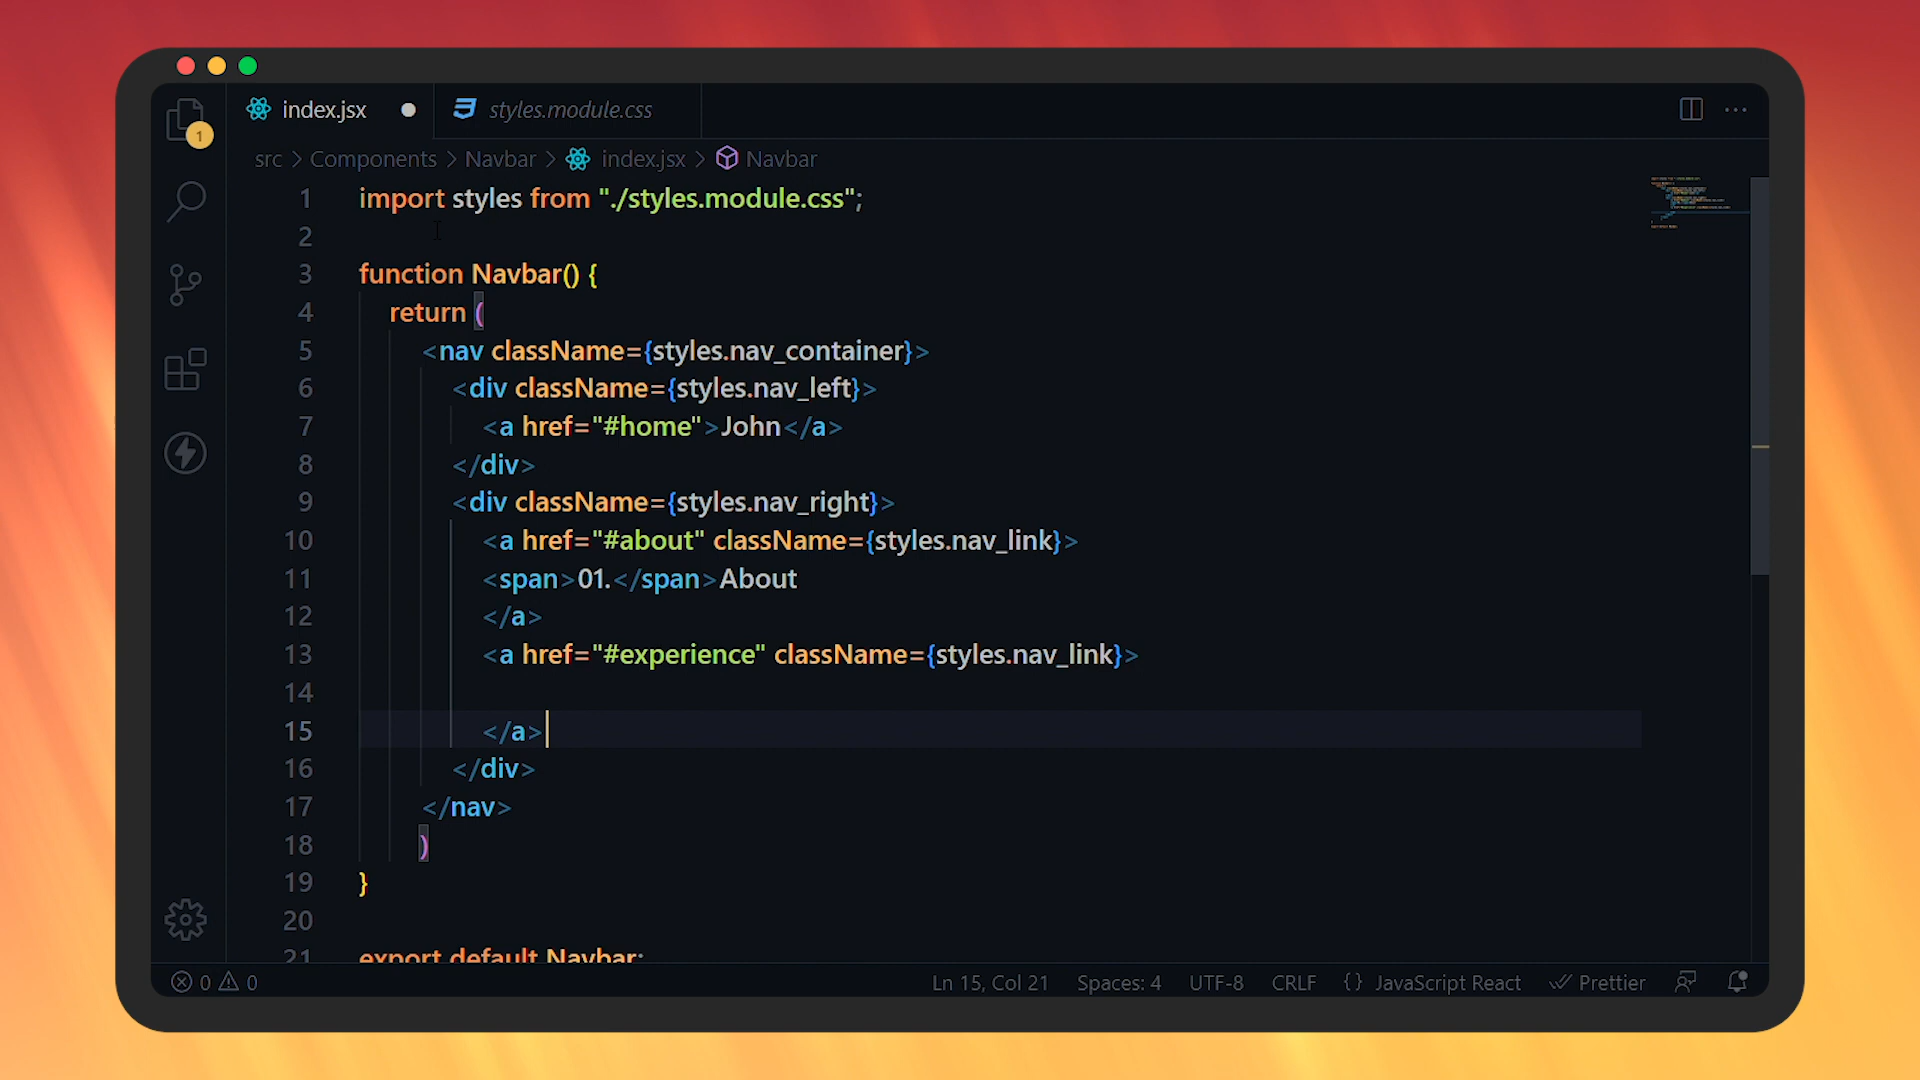 index.jsx
styles.module.css
1
src > Components > Navbar > index.jsx > Navbar
1 import styles from "./styles.module.css";
2
3 function Navbar() {
4 return (
5 <nav className={styles.nav_container}>
6 <div className={styles.nav_left}>
7 <a href="#home">John</a>
8 </div>
9 <div className={styles.nav_right}>
10 <a href="#about" className={styles.nav_link}>
11 <span>01.</span>About
12 </a>
13 <a href="#experience" className={styles.nav_link}>
14
15 </a>
16 </div>
17 </nav>
18 )
19 }
20
21 export default Navbar;
0 0 Ln 15, Col 21 Spaces: 4 UTF-8 CRLF {} JavaScript React Prettier